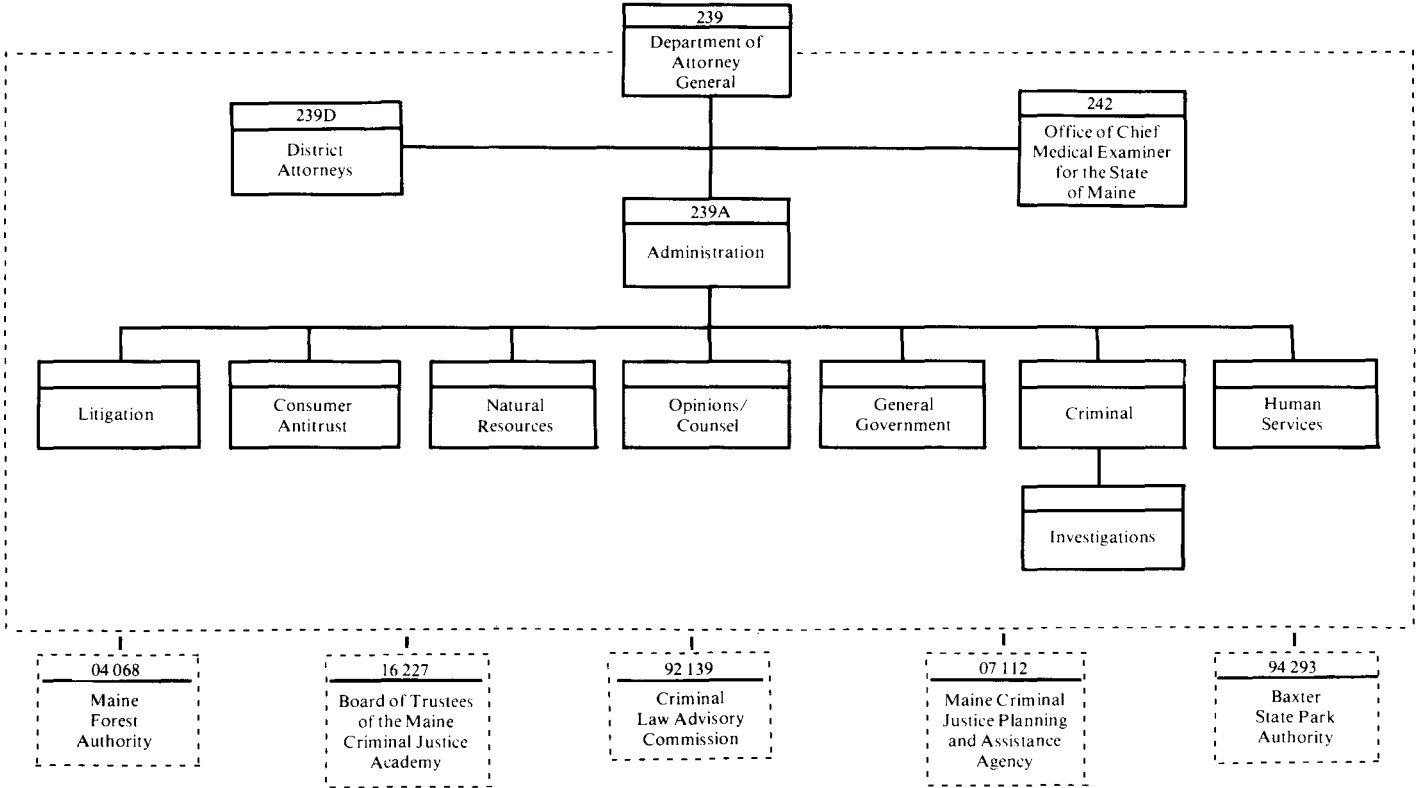 239
Department of
Attorney
General
239D
District
Attorneys
242
Office of Chief
Medical Examiner
for the State
of Maine
239A
Administration
Litigation
Consumer
Antitrust
Natural
Resources
Opinions/
Counsel
General
Government
Criminal
Human
Services
Investigations
04 068
Maine
Forest
Authority
16 227
Board of Trustees
of the Maine
Criminal Justice
Academy
92 139
Criminal
Law Advisory
Commission
07 112
Maine Criminal
Justice Planning
and Assistance
Agency
94 293
Baxter
State Park
Authority